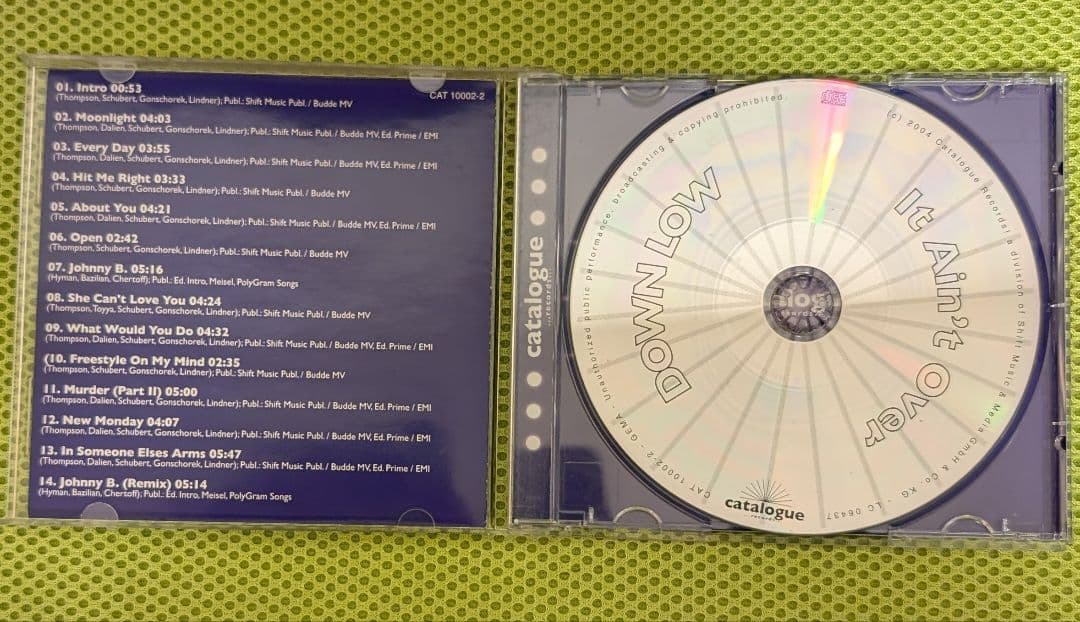 01. Intro 00:53
(Thompson, Schubert, Gonschorek, Lindner); Publ.: Shift Music Publ. / Budde MV
CAT 10002-2
02. Moonlight 04:03
(Thompson, Dalien, Schubert, Gonschorek, Lindner); Publ.: Shift Music Publ. / Budde MV, Ed. Prime / EMI
03. Every Day 03:55
(Thompson, Dalien, Schubert, Gonschorek, Lindner); Publ.: Shift Music Publ. / Budde MV, Ed. Prime / EMI
04. Hit Me Right 03:33
(Thompson, Schubert, Gonschorek, Lindner); Publ.: Shift Music Publ. / Budde MV
05. About You 04:21
(Thompson, Dalien, Schubert, Gonschorek, Lindner); Publ.: Shift Music Publ. / Budde MV, Ed. Prime / EMI
06. Open 02:42
(Thompson, Schubert, Gonschorek, Lindner); Publ.: Shift Music Publ. / Budde MV
07. Johnny B. 05:16
(Hyman, Bazilian, Chertoff); Publ.: Ed. Intro, Meisel, PolyGram Songs
08. She Can't Love You 04:24
(Thompson, Toyya, Schubert, Gonschorek, Lindner); Publ.: Shift Music Publ. / Budde MV
09. What Would You Do 04:32
(Thompson, Dalien, Schubert, Gonschorek, Lindner); Publ.: Shift Music Publ. / Budde MV, Ed. Prime / EMI
(10. Freestyle On My Mind 02:35
(Thompson, Schubert, Gonschorek, Lindner); Publ.: Shift Music Publ. / Budde MV
11. Murder (Part II) 05:00
(Thompson, Dalien, Schubert, Gonschorek, Lindner); Publ.: Shift Music Publ. / Budde MV, Ed. Prime / EMI
12. New Monday 04:07
(Thompson, Dalien, Schubert, Gonschorek, Lindner); Publ.: Shift Music Publ. / Budde MV, Ed. Prime / EMI
13. In Someone Elses Arms 05:47
(Thompson, Dalien, Schubert, Gonschorek, Lindner); Publ.: Shift Music Publ. / Budde MV, Ed. Prime / EMI
14. Johnny B. (Remix) 05:14
(Hyman, Bazilian, Chertoff); Publ.: Ed. Intro, Meisel, PolyGram Songs
catalogue
...records...
DOWN LOW
It Ain't Over
(c) 2004 Catalogue Records: a division of Shift Music & Media GmbH & Co. KG - LC 06437
CAT 10002-2 - GEMA - Unauthorized public performance, broadcasting & copying prohibited.
catalogue
...records...